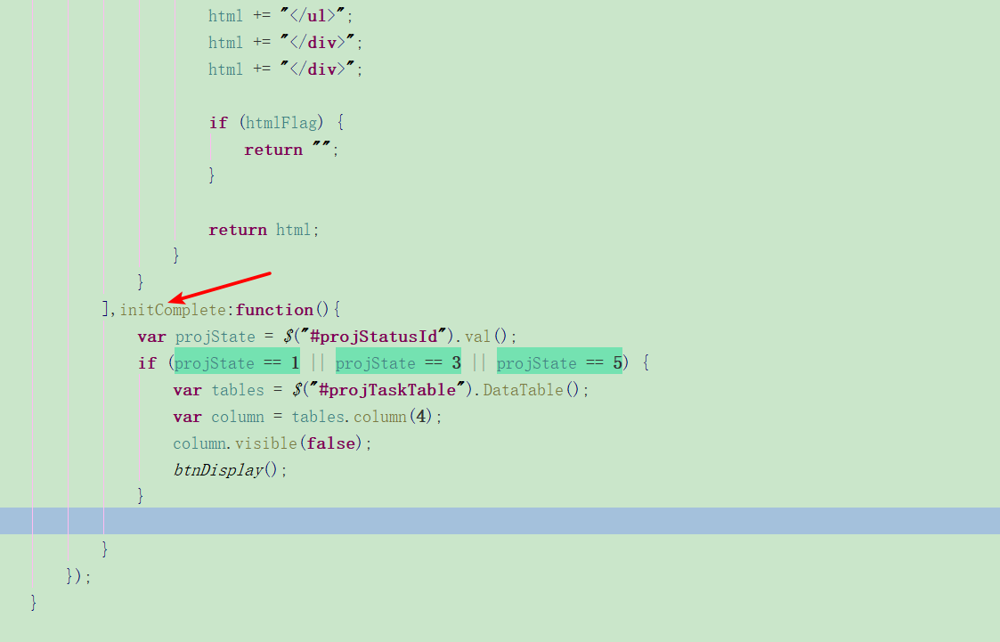 html += "</ul>";
html += "</div>";
html += "</div>";
if (htmlFlag) {
return "";
}
return html;
}
}
],initComplete:function(){
var projState = $("#projStatusId").val();
if (projState == 1 || projState == 3 || projState == 5) {
var tables = $("#projTaskTable").DataTable();
var column = tables.column(4);
column.visible(false);
btnDisplay();
}
}
});
}